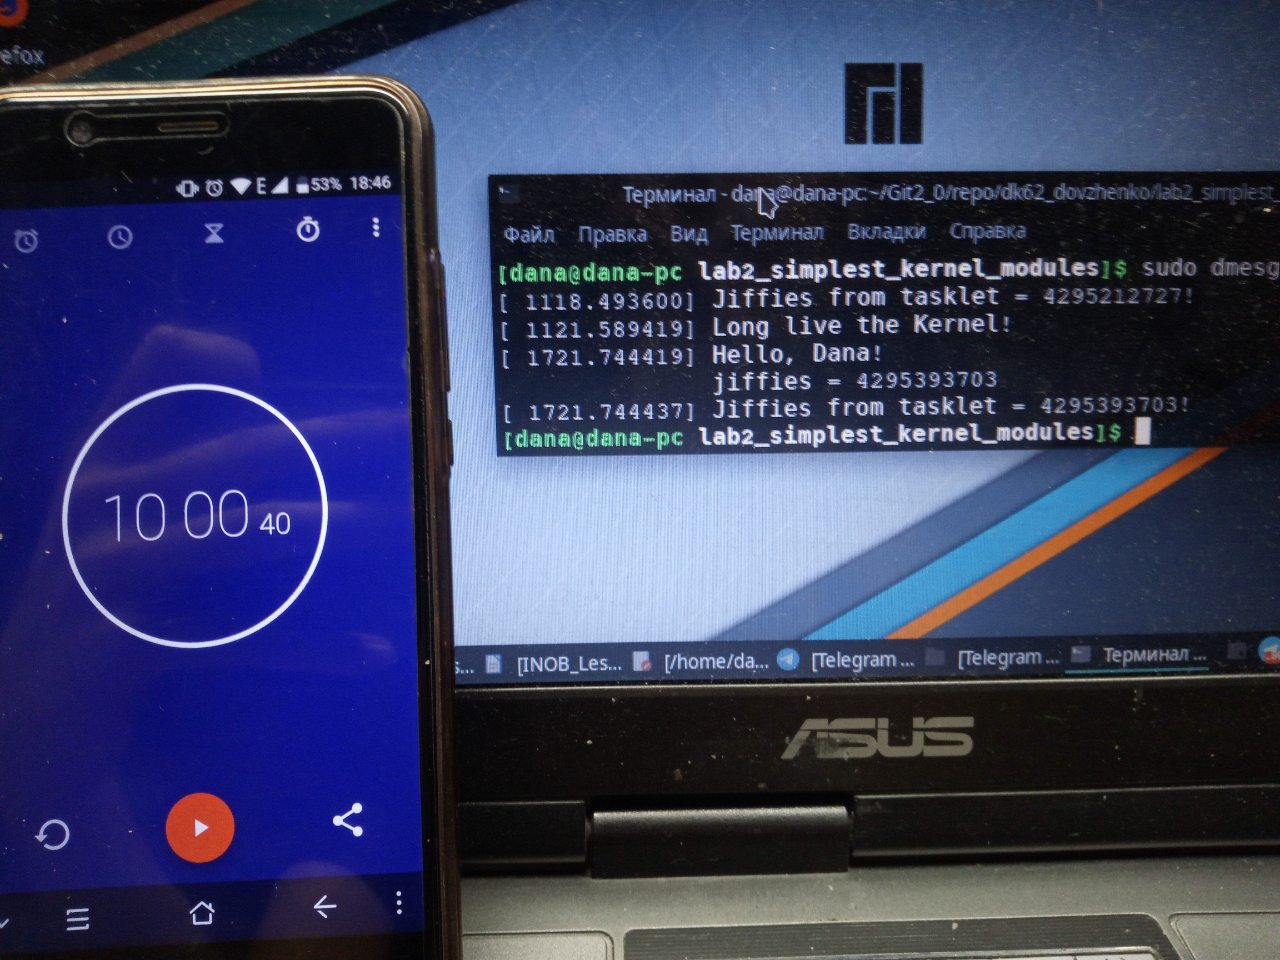 efox
E 53% 18:46
10 00 40
Терминал - dana@dana-pc:~/Git2_0/repo/dk62_dovzhenko/lab2_simplest_
Файл Правка Вид Терминал Вкладки Справка
[dana@dana-pc lab2_simplest_kernel_modules]$ sudo dmesg
[ 1118.493600] Jiffies from tasklet = 4295212727!
[ 1121.589419] Long live the Kernel!
[ 1721.744419] Hello, Dana!
jiffies = 4295393703
[ 1721.744437] Jiffies from tasklet = 4295393703!
[dana@dana-pc lab2_simplest_kernel_modules]$
s... [INOB_Les... [/home/da... [Telegram ... [Telegram ... Терминал ...
ASUS